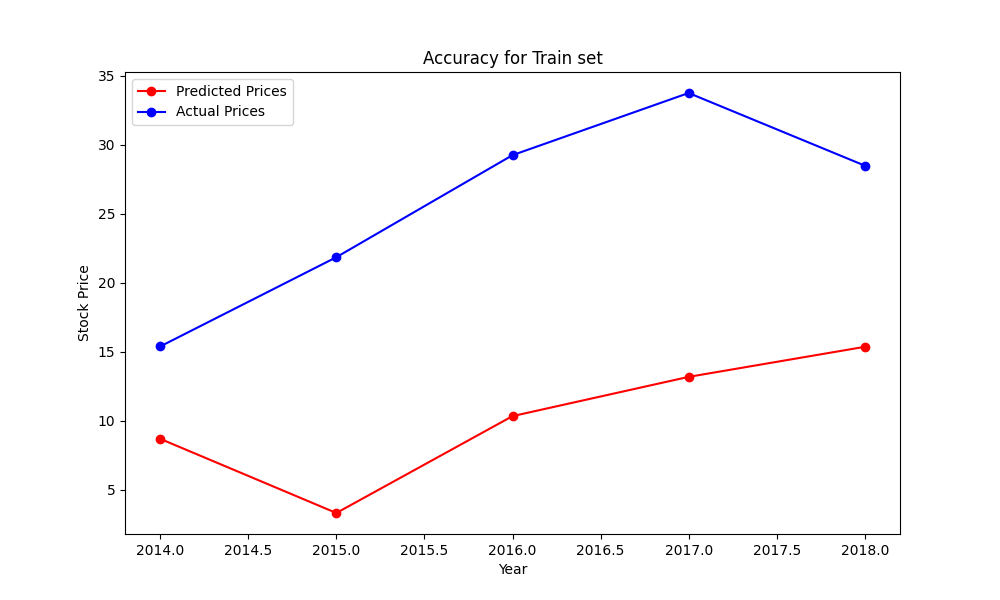 Accuracy for Train set
Predicted Prices
Actual Prices
35
30
25
20
15
10
5
Stock Price
2014.0 2014.5 2015.0 2015.5 2016.0 2016.5 2017.0 2017.5 2018.0
Year